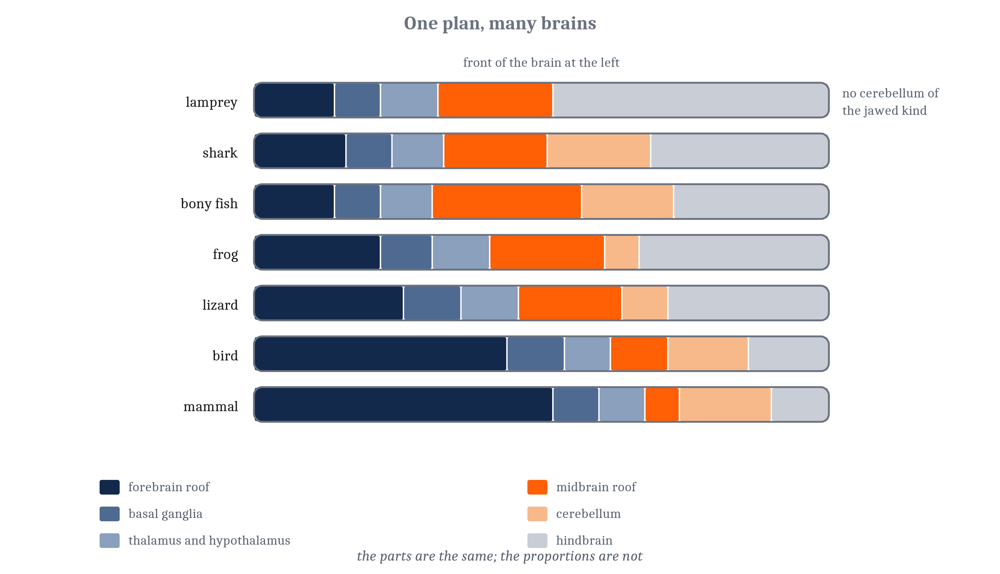 One plan, many brains
front of the brain at the left
lamprey
no cerebellum of
the jawed kind
shark
bony fish
frog
lizard
bird
mammal
forebrain roof
basal ganglia
thalamus and hypothalamus
midbrain roof
cerebellum
hindbrain
the parts are the same; the proportions are not